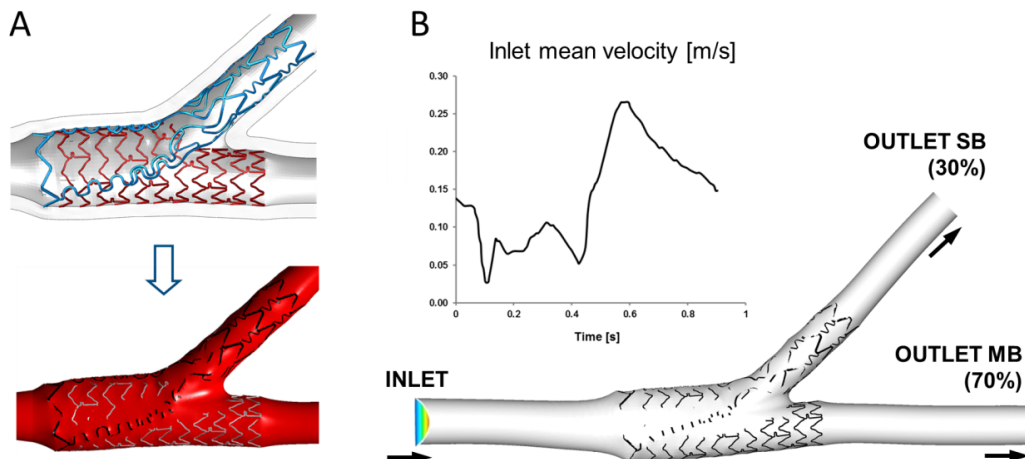 A
B
Inlet mean velocity [m/s]
0.30
0.25
0.20
0.15
0.10
0.05
0.00
0
0.2
0.4
0.6
0.8
1
Time [s]
OUTLET SB
(30%)
OUTLET MB
(70%)
INLET